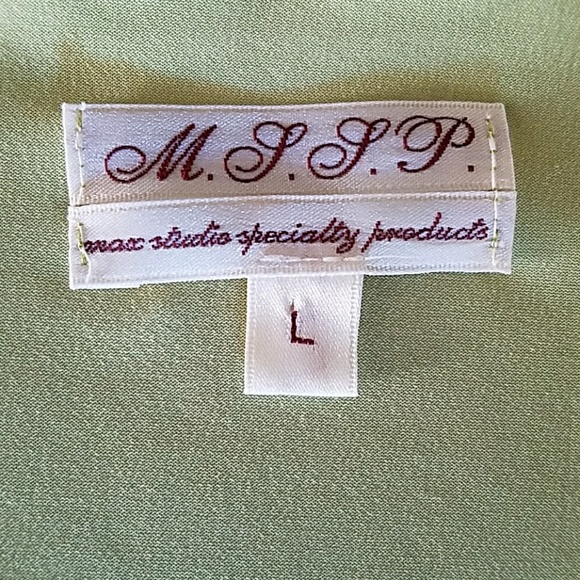 M.S.S.P.
max studio specialty products
L